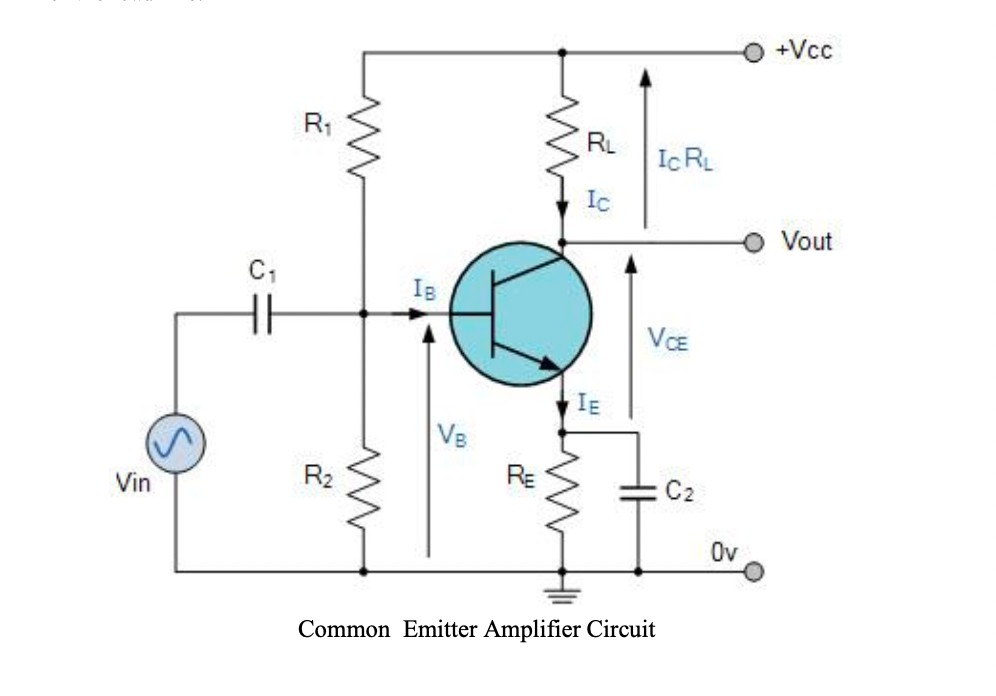 +Vcc
R1
RL
IC RL
IC
Vout
C1
IB
VCE
IE
VB
Vin
R2
RE
C2
0v
Common Emitter Amplifier Circuit